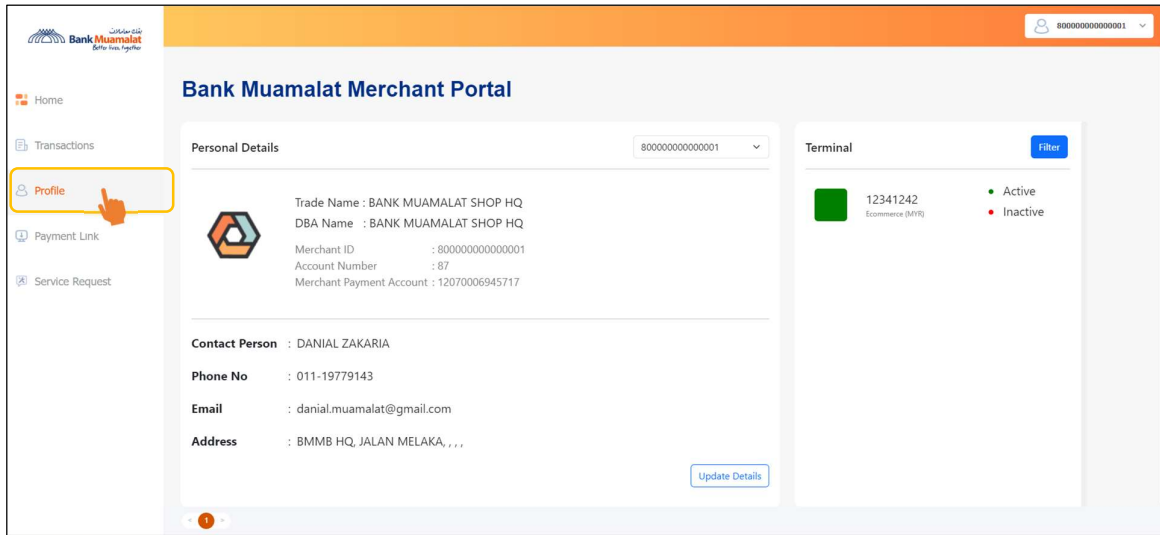 بنك معاملات
Bank Muamalat
Better lives, together
800000000000001
Home
Transactions
Profile
Payment Link
Service Request
Bank Muamalat Merchant Portal
Personal Details
800000000000001
Trade Name : BANK MUAMALAT SHOP HQ
DBA Name : BANK MUAMALAT SHOP HQ
Merchant ID : 800000000000001
Account Number : 87
Merchant Payment Account : 12070006945717
Contact Person : DANIAL ZAKARIA
Phone No : 011-19779143
Email : danial.muamalat@gmail.com
Address : BMMB HQ, JALAN MELAKA, , , ,
Update Details
Terminal
Filter
12341242
Ecommerce (MYR)
Active
Inactive
1